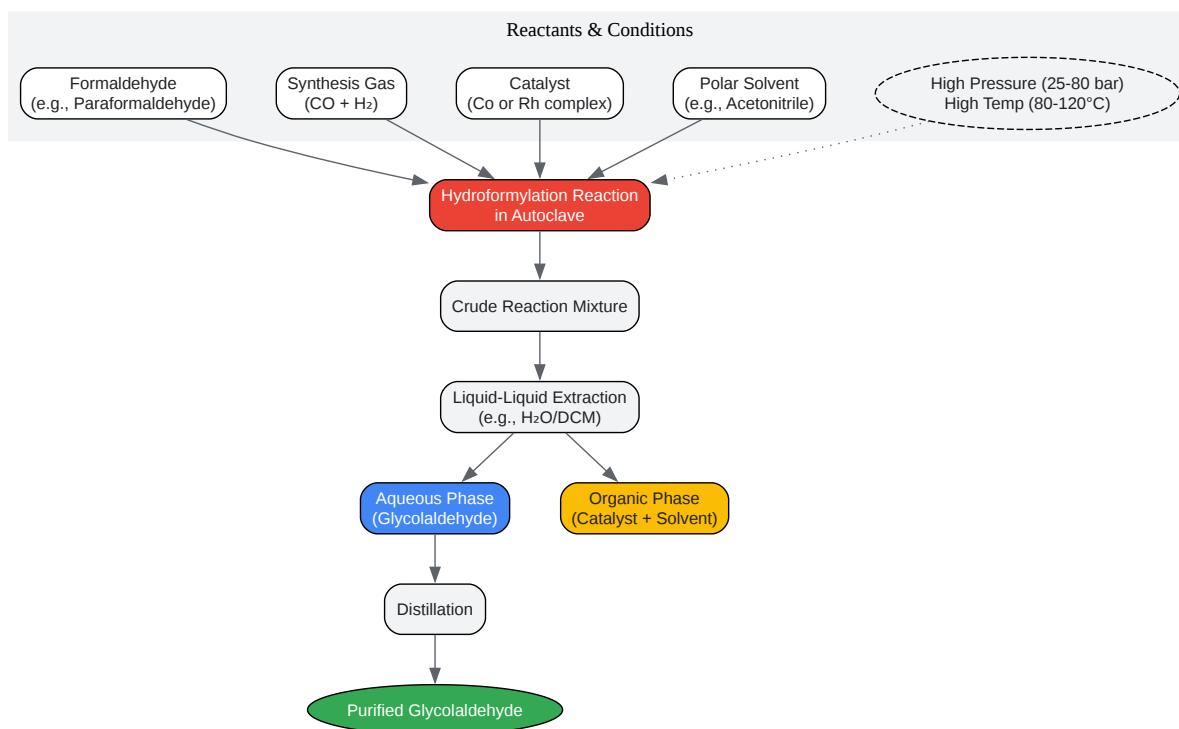 Reactants & Conditions
Formaldehyde
(e.g., Paraformaldehyde)
Synthesis Gas
(CO + H₂)
Catalyst
(Co or Rh complex)
Polar Solvent
(e.g., Acetonitrile)
High Pressure (25-80 bar)
High Temp (80-120°C)
Hydroformylation Reaction
in Autoclave
Crude Reaction Mixture
Liquid-Liquid Extraction
(e.g., H₂O/DCM)
Aqueous Phase
(Glycolaldehyde)
Organic Phase
(Catalyst + Solvent)
Distillation
Purified Glycolaldehyde